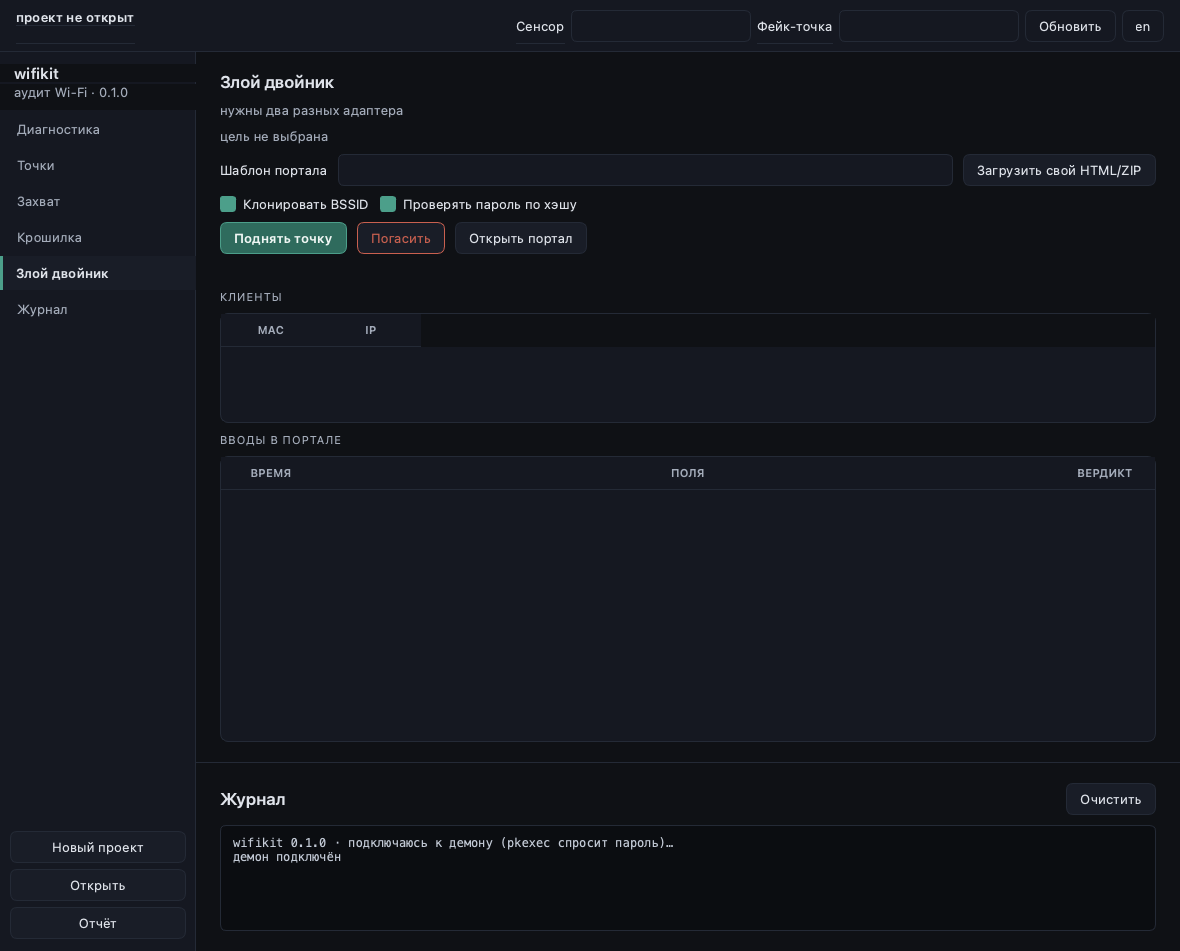 проект не открыт
Сенсор
Фейк-точка
Обновить
en
wifikit
аудит Wi-Fi · 0.1.0
Диагностика
Точки
Захват
Крошилка
Злой двойник
Журнал
Новый проект
Открыть
Отчёт
Злой двойник
нужны два разных адаптера
цель не выбрана
Шаблон портала
Загрузить свой HTML/ZIP
Клонировать BSSID
Проверять пароль по хэшу
Поднять точку
Погасить
Открыть портал
КЛИЕНТЫ
MAC
IP
ВВОДЫ В ПОРТАЛЕ
ВРЕМЯ
ПОЛЯ
ВЕРДИКТ
Журнал
Очистить
wifikit 0.1.0 · подключаюсь к демону (pkexec спросит пароль)…
демон подключён